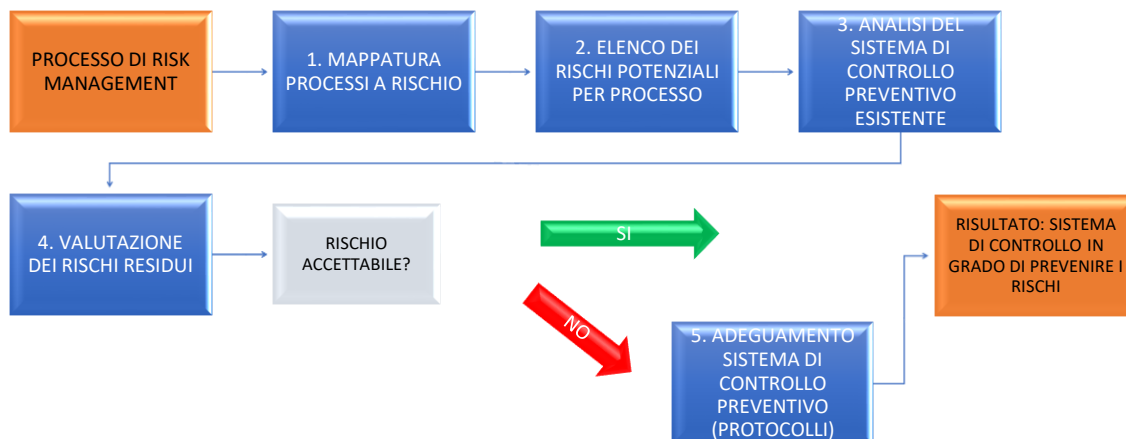 PROCESSO DI RISK
MANAGEMENT
1. MAPPATURA
PROCESSI A RISCHIO
2. ELENCO DEI
RISCHI POTENZIALI
PER PROCESSO
3. ANALISI DEL
SISTEMA DI
CONTROLLO
PREVENTIVO
ESISTENTE
4. VALUTAZIONE
DEI RISCHI RESIDUI
RISCHIO
ACCETTABILE?
SI
NO
RISULTATO: SISTEMA
DI CONTROLLO IN
GRADO DI PREVENIRE I
RISCHI
5. ADEGUAMENTO
SISTEMA DI
CONTROLLO
PREVENTIVO
(PROTOCOLLI)